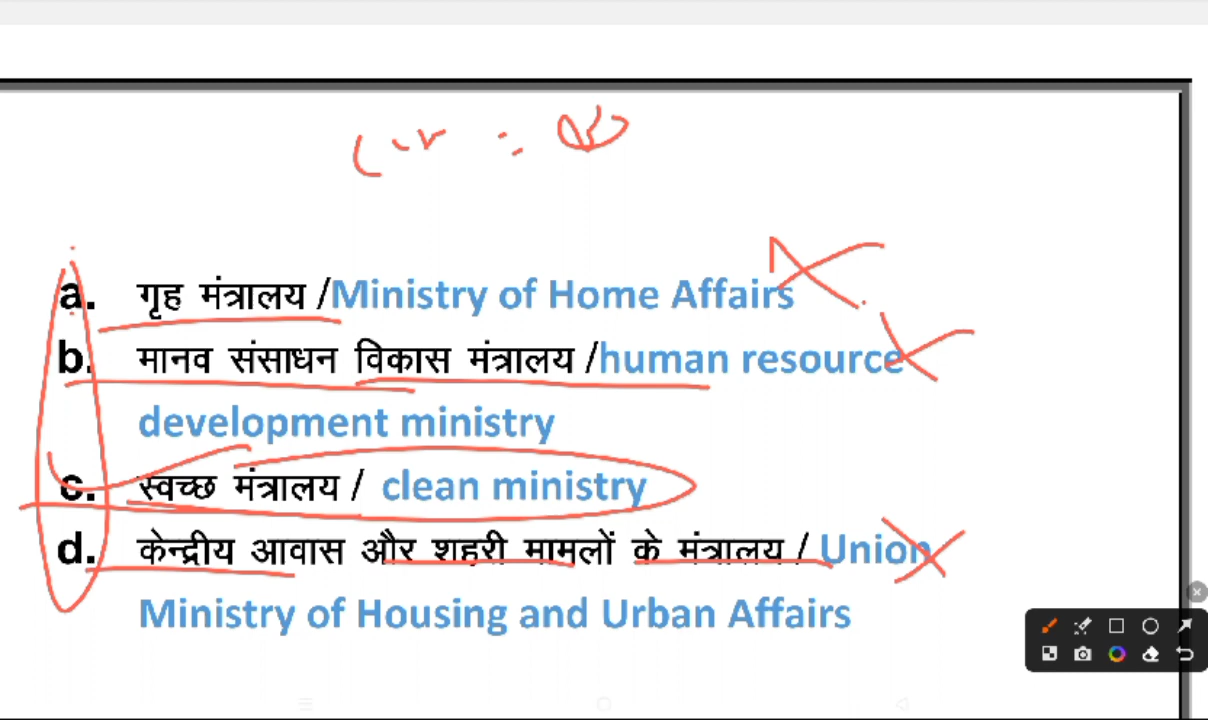 a. गृह मंत्रालय /Ministry of Home Affairs
b. मानव संसाधन विकास मंत्रालय /human resource
development ministry
c. स्वच्छ मंत्रालय / clean ministry
d. केन्द्रीय आवास और शहरी मामलों के मंत्रालय / Union
Ministry of Housing and Urban Affairs